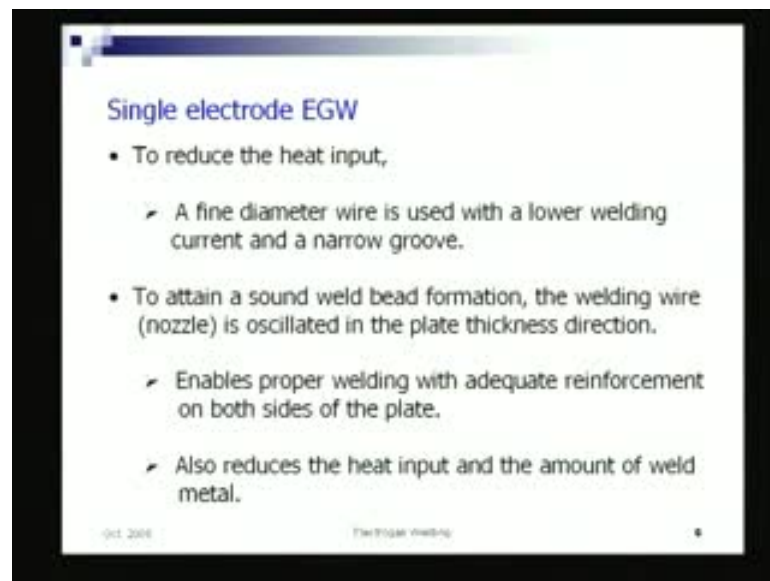 Single electrode EGW
• To reduce the heat input,
➢ A fine diameter wire is used with a lower welding
current and a narrow groove.
• To attain a sound weld bead formation, the welding wire
(nozzle) is oscillated in the plate thickness direction.
➢ Enables proper welding with adequate reinforcement
on both sides of the plate.
➢ Also reduces the heat input and the amount of weld
metal.
Oct. Welding